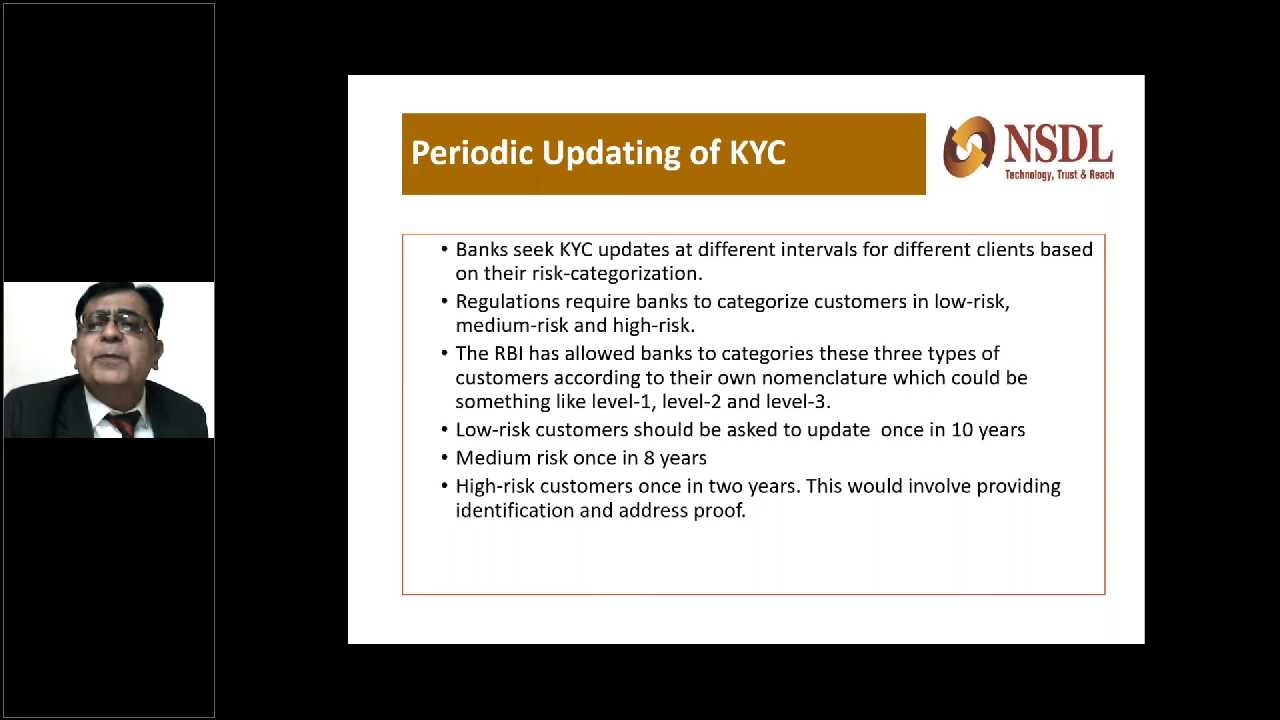 Periodic Updating of KYC
NSDL
Technology, Trust & Reach
• Banks seek KYC updates at different intervals for different clients based
on their risk-categorization.
• Regulations require banks to categorize customers in low-risk,
medium-risk and high-risk.
• The RBI has allowed banks to categories these three types of
customers according to their own nomenclature which could be
something like level-1, level-2 and level-3.
• Low-risk customers should be asked to update  once in 10 years
• Medium risk once in 8 years
• High-risk customers once in two years. This would involve providing
identification and address proof.